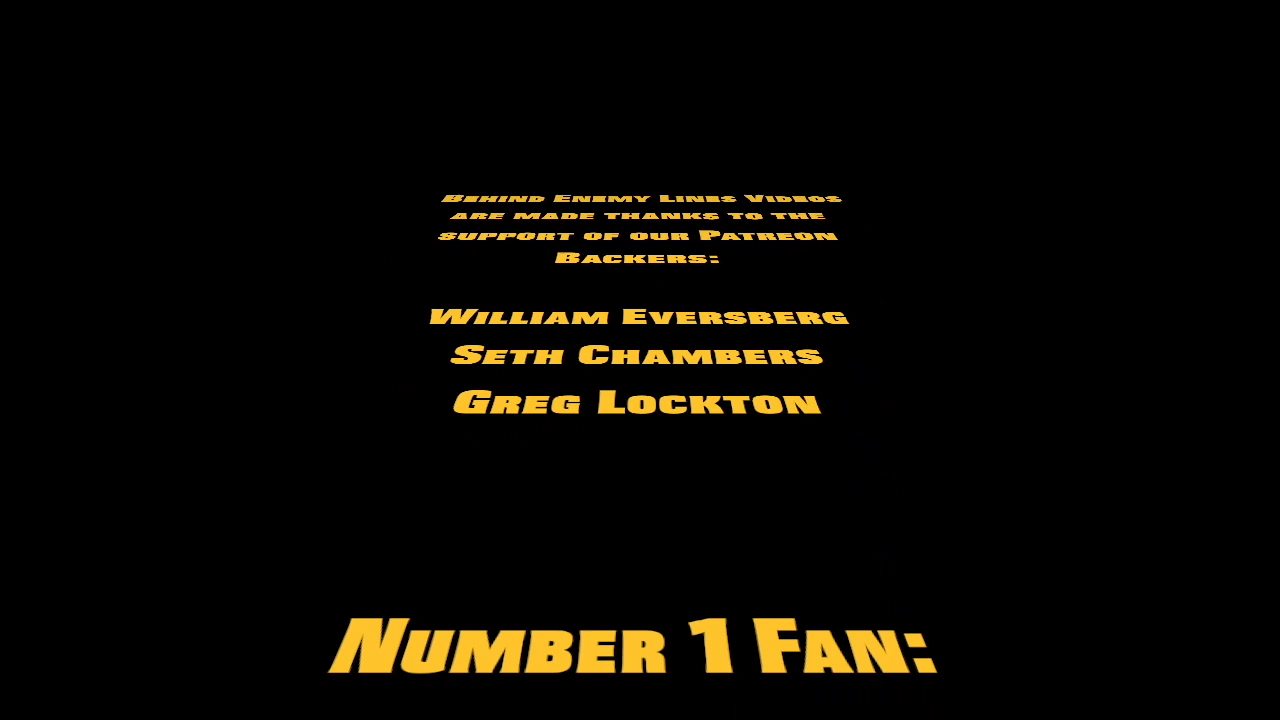 Behind Enemy Lines Videos
are made thanks to the
support of our Patreon
Backers:
William Eversberg
Seth Chambers
Greg Lockton
Number 1 Fan: